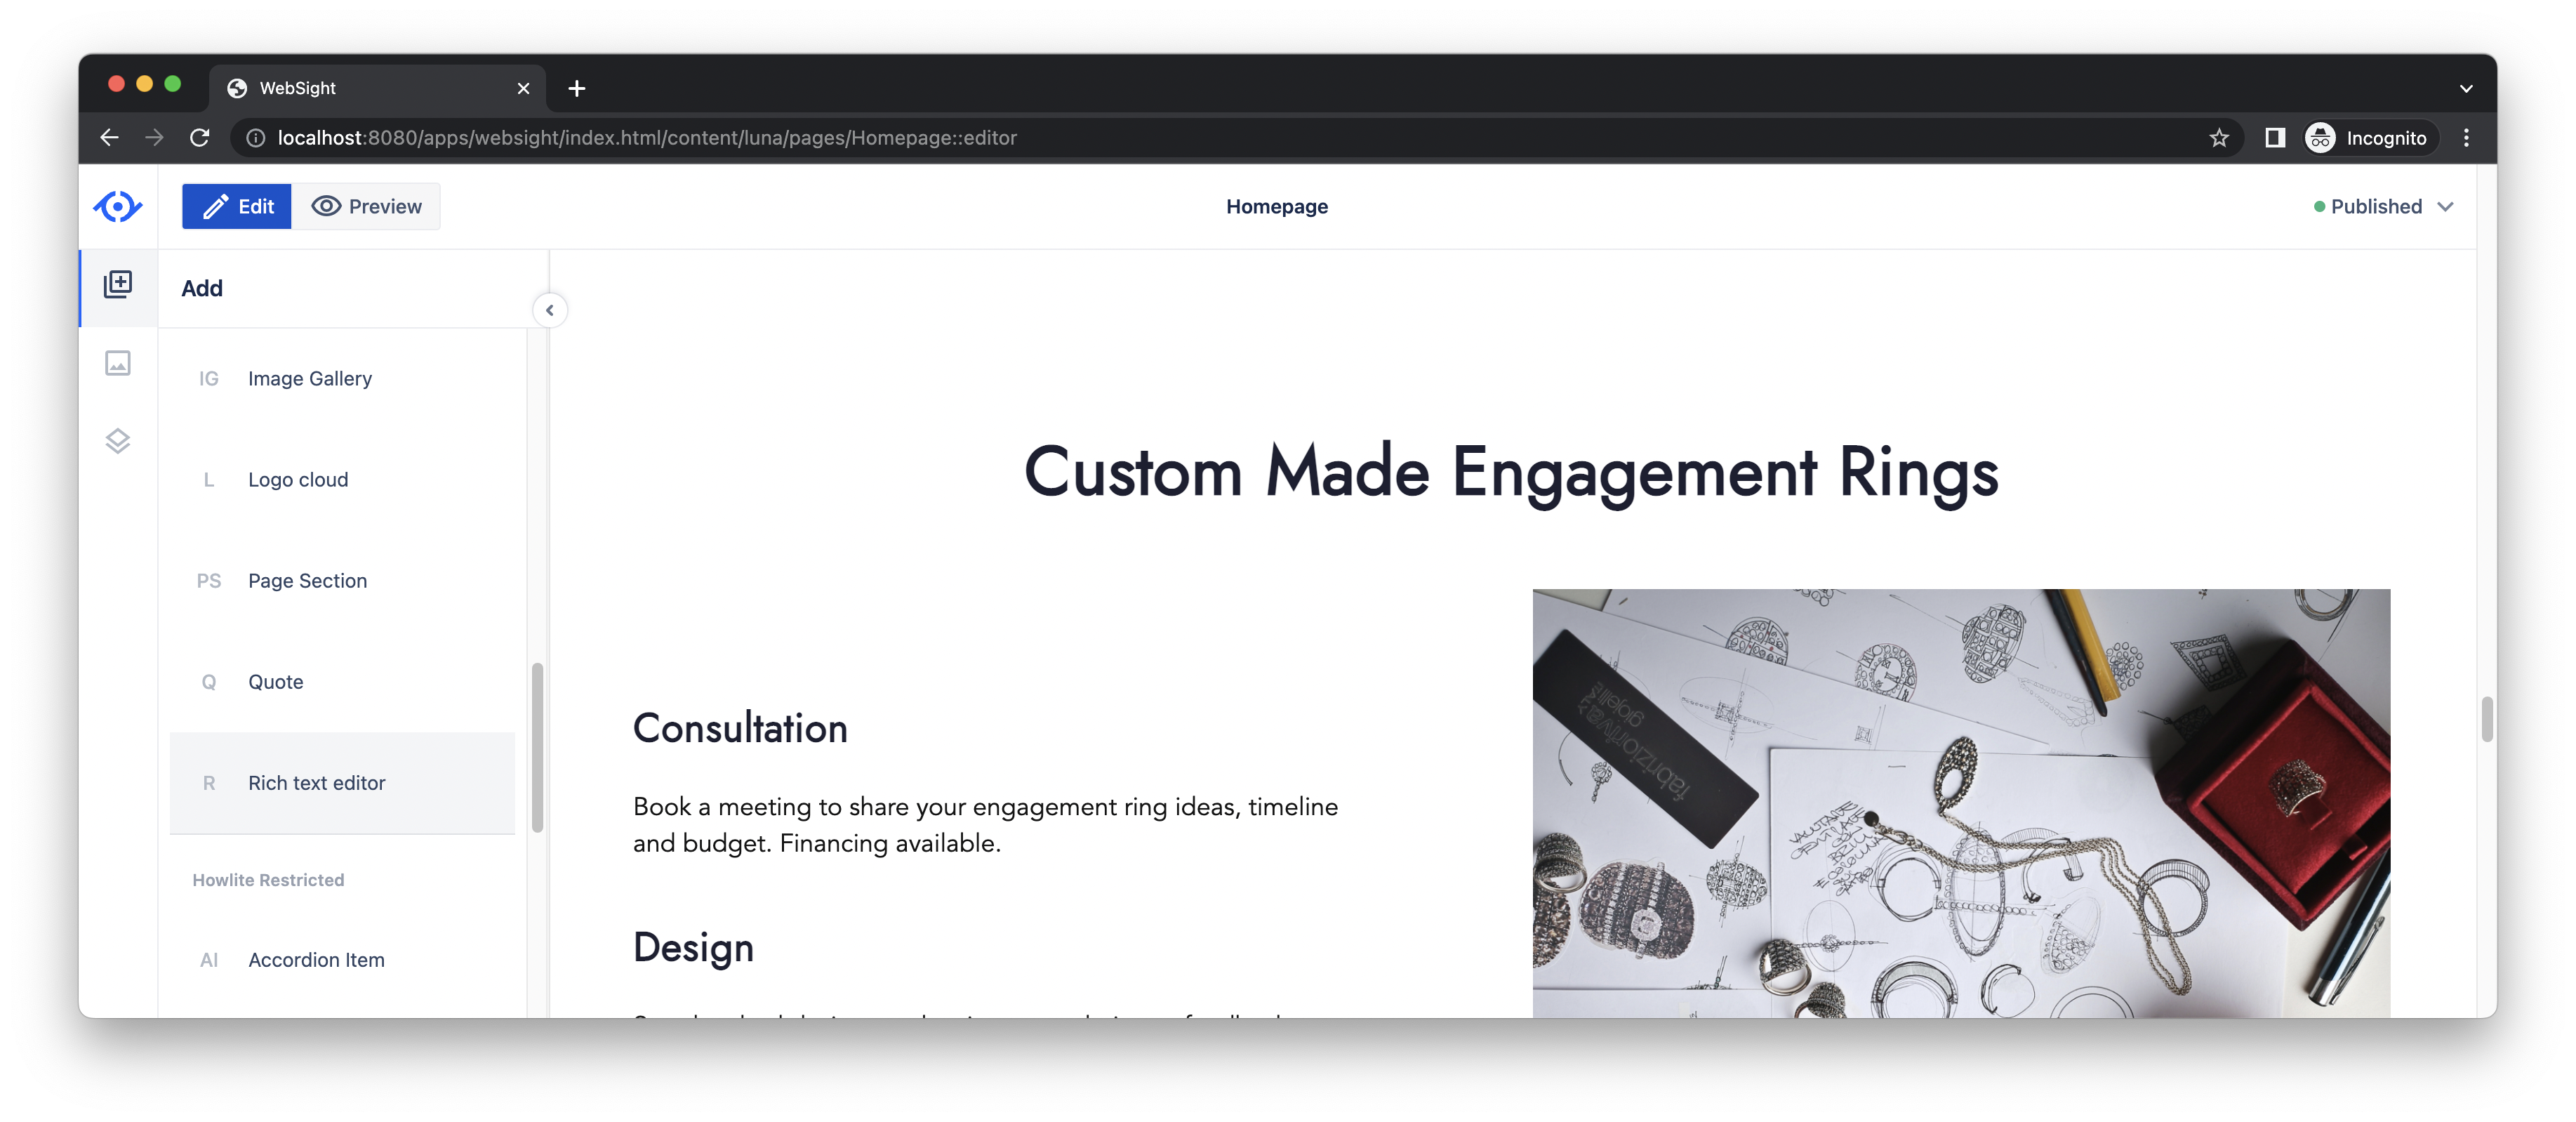 WebSight
localhost:8080/apps/websight/index.html/content/luna/pages/Homepage::editor
Incognito
Edit
Preview
Homepage
Published
Add
IG Image Gallery
L Logo cloud
PS Page Section
Q Quote
R Rich text editor
Howlite Restricted
AI Accordion Item
Custom Made Engagement Rings
Consultation
Book a meeting to share your engagement ring ideas, timeline
and budget. Financing available.
Design